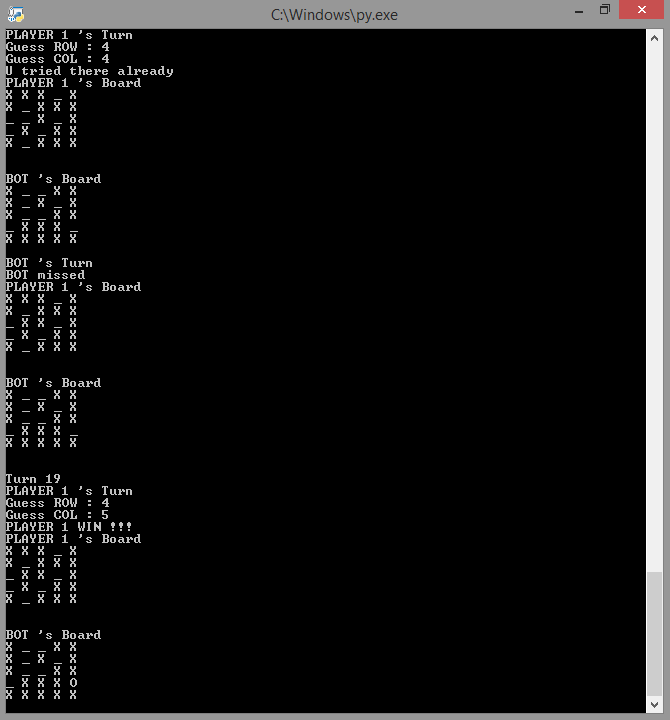 C:\Windows\py.exe
PLAYER 1 's Turn
Guess ROW : 4
Guess COL : 4
U tried there already
PLAYER 1 's Board
X X X _ X
X _ X X X
_ _ X _ X
_ X _ X X
X _ X X X
BOT 's Board
X _ _ X X
X _ X _ X
X _ _ X X
_ X X X _
X X X X X
BOT 's Turn
BOT missed
PLAYER 1 's Board
X X X _ X
X _ X X X
_ X X _ X
_ X _ X X
X _ X X X
BOT 's Board
X _ _ X X
X _ X _ X
X _ _ X X
_ X X X _
X X X X X
Turn 19
PLAYER 1 's Turn
Guess ROW : 4
Guess COL : 5
PLAYER 1 WIN !!!
PLAYER 1 's Board
X X X _ X
X _ X X X
_ X X _ X
_ X _ X X
X _ X X X
BOT 's Board
X _ _ X X
X _ X _ X
X _ _ X X
_ X X X O
X X X X X